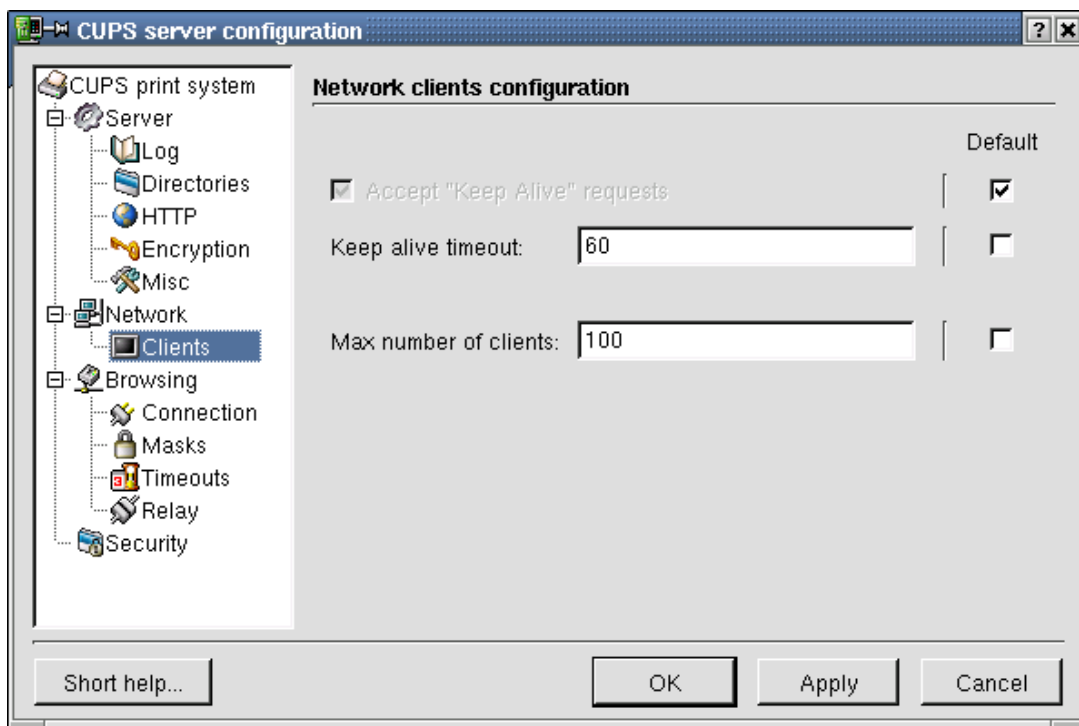 CUPS server configuration
CUPS print system
Server
Log
Directories
HTTP
Encryption
Misc
Network
Clients
Browsing
Connection
Masks
Timeouts
Relay
Security
Network clients configuration
Default
Accept "Keep Alive" requests
Keep alive timeout: 60
Max number of clients: 100
Short help... OK Apply Cancel